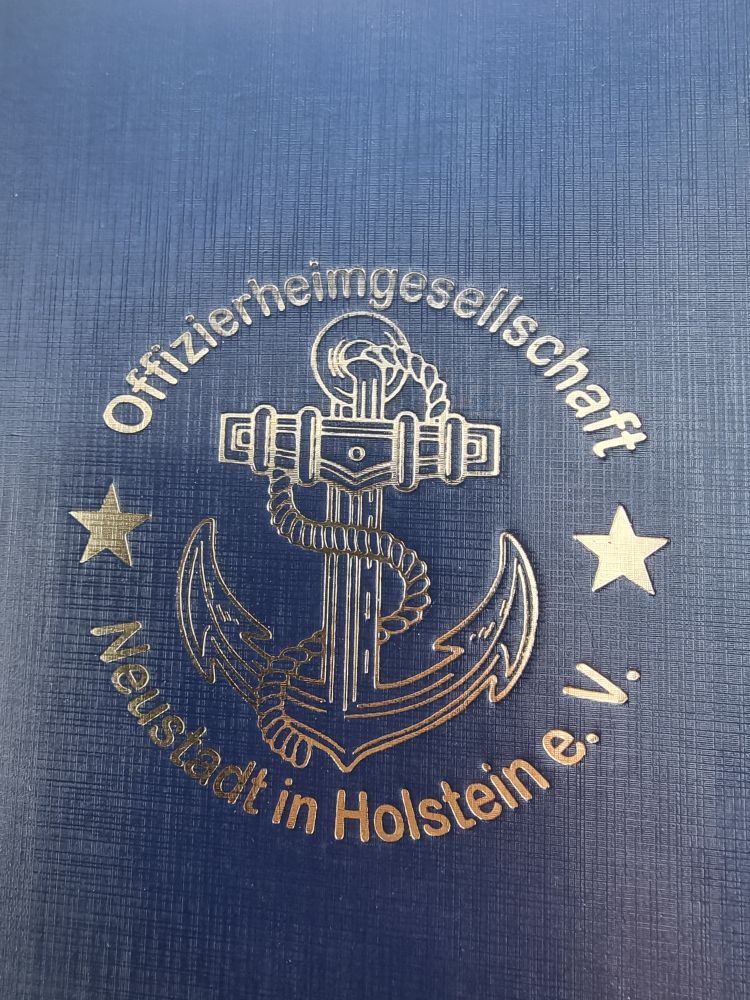 Offizierheimgesellschaft
Neustadt in Holstein e. V.